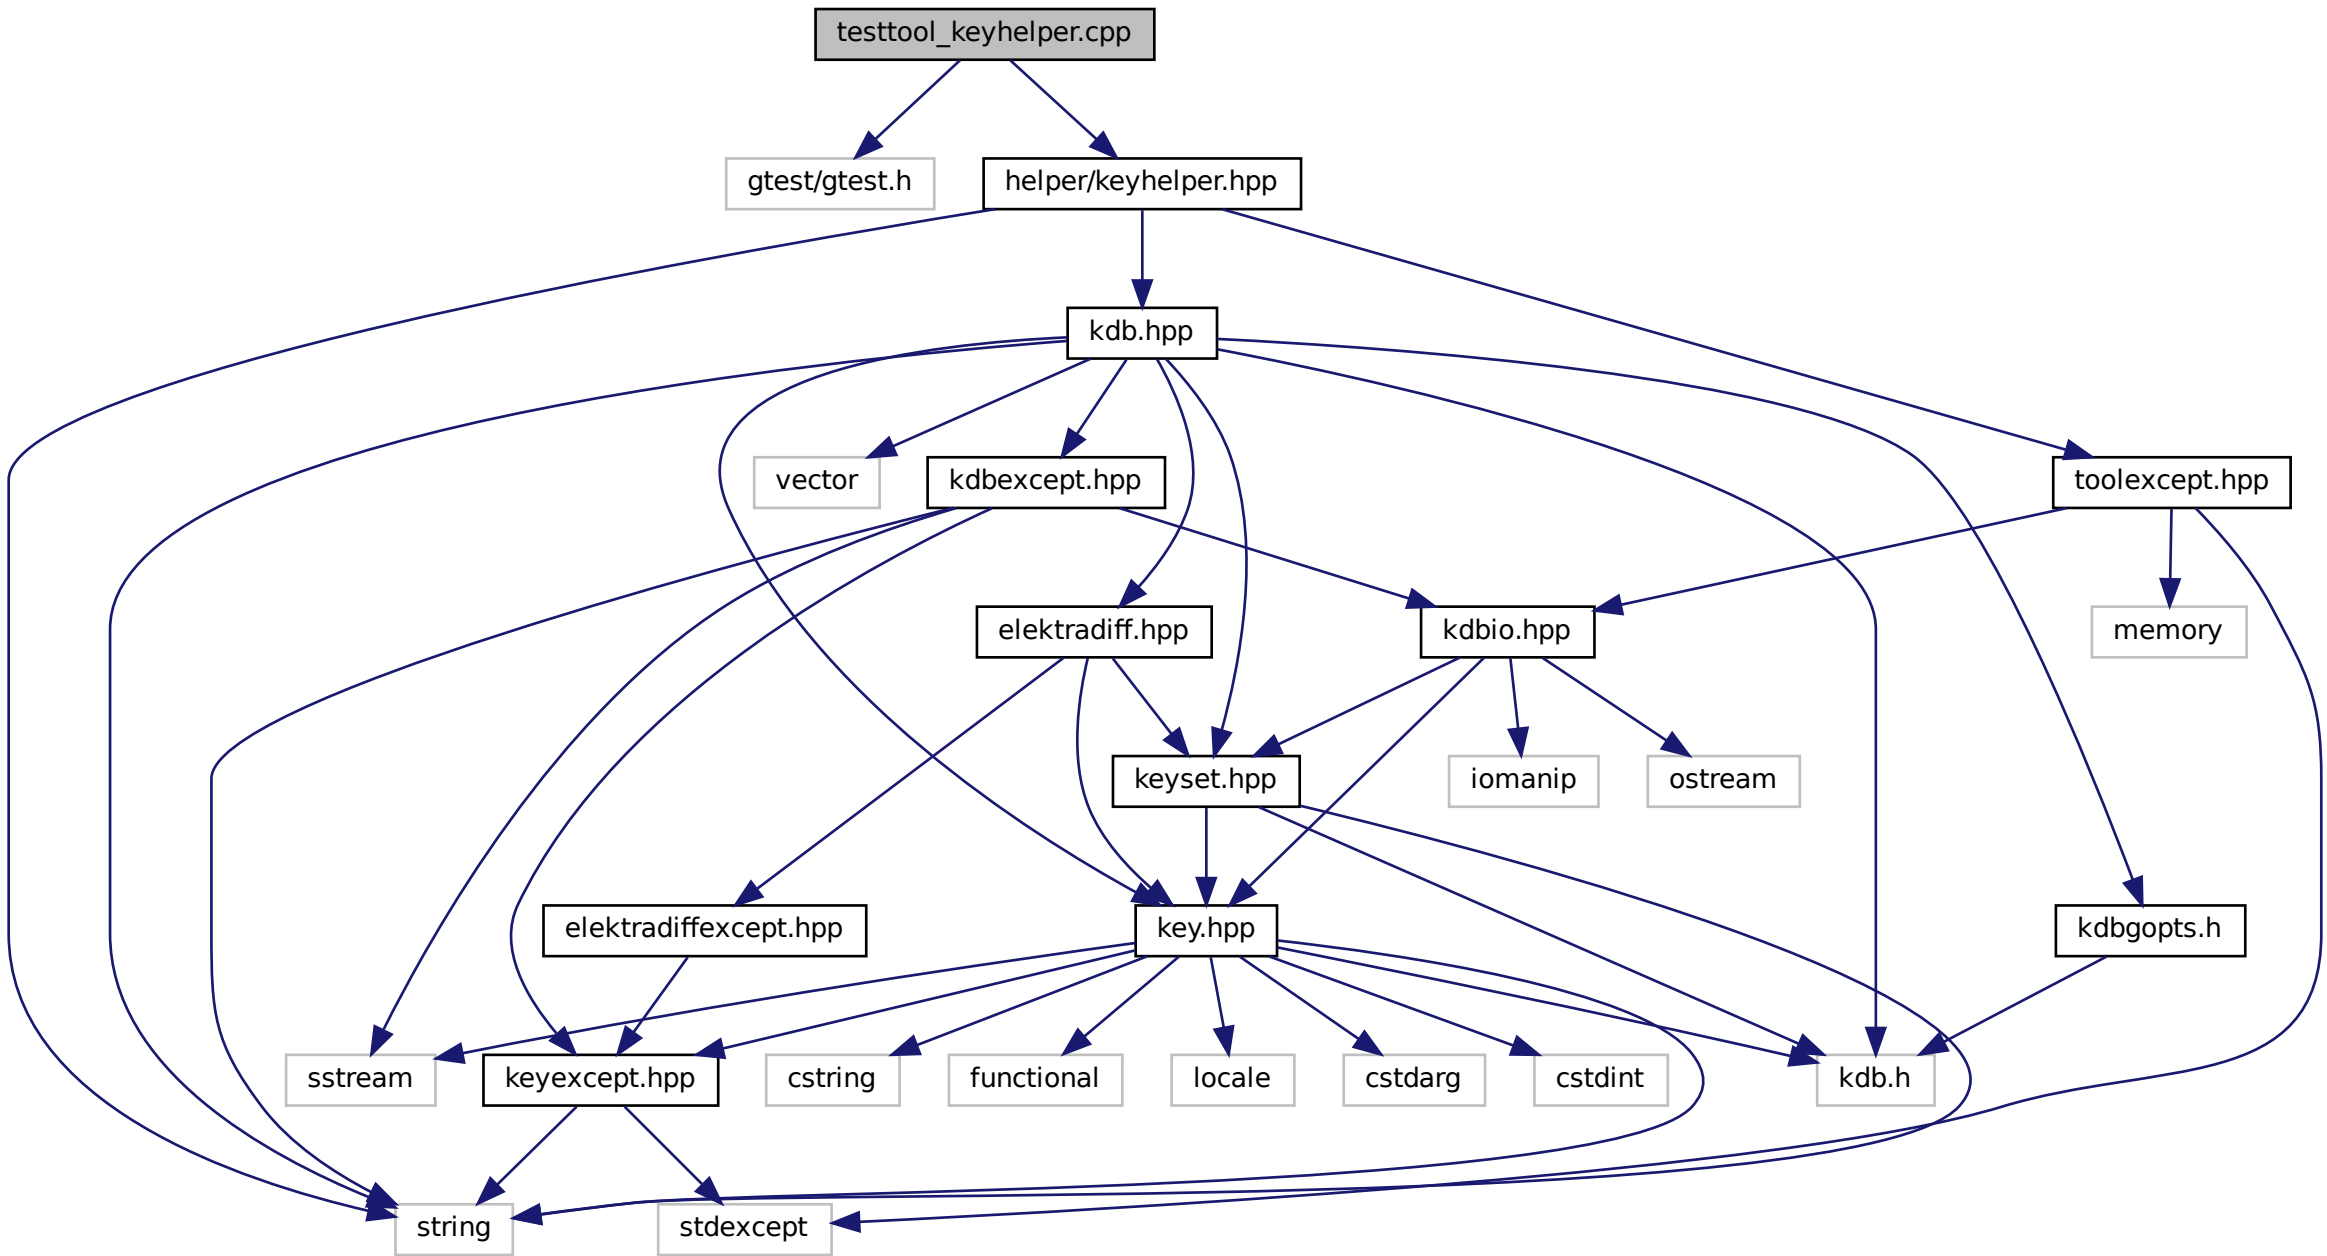 testtool_keyhelper.cpp
gtest/gtest.h
helper/keyhelper.hpp
kdb.hpp
vector
kdbexcept.hpp
toolexcept.hpp
elektradiff.hpp
kdbio.hpp
memory
keyset.hpp
iomanip
ostream
elektradiffexcept.hpp
key.hpp
kdbgopts.h
sstream
keyexcept.hpp
cstring
functional
locale
cstdarg
cstdint
kdb.h
string
stdexcept